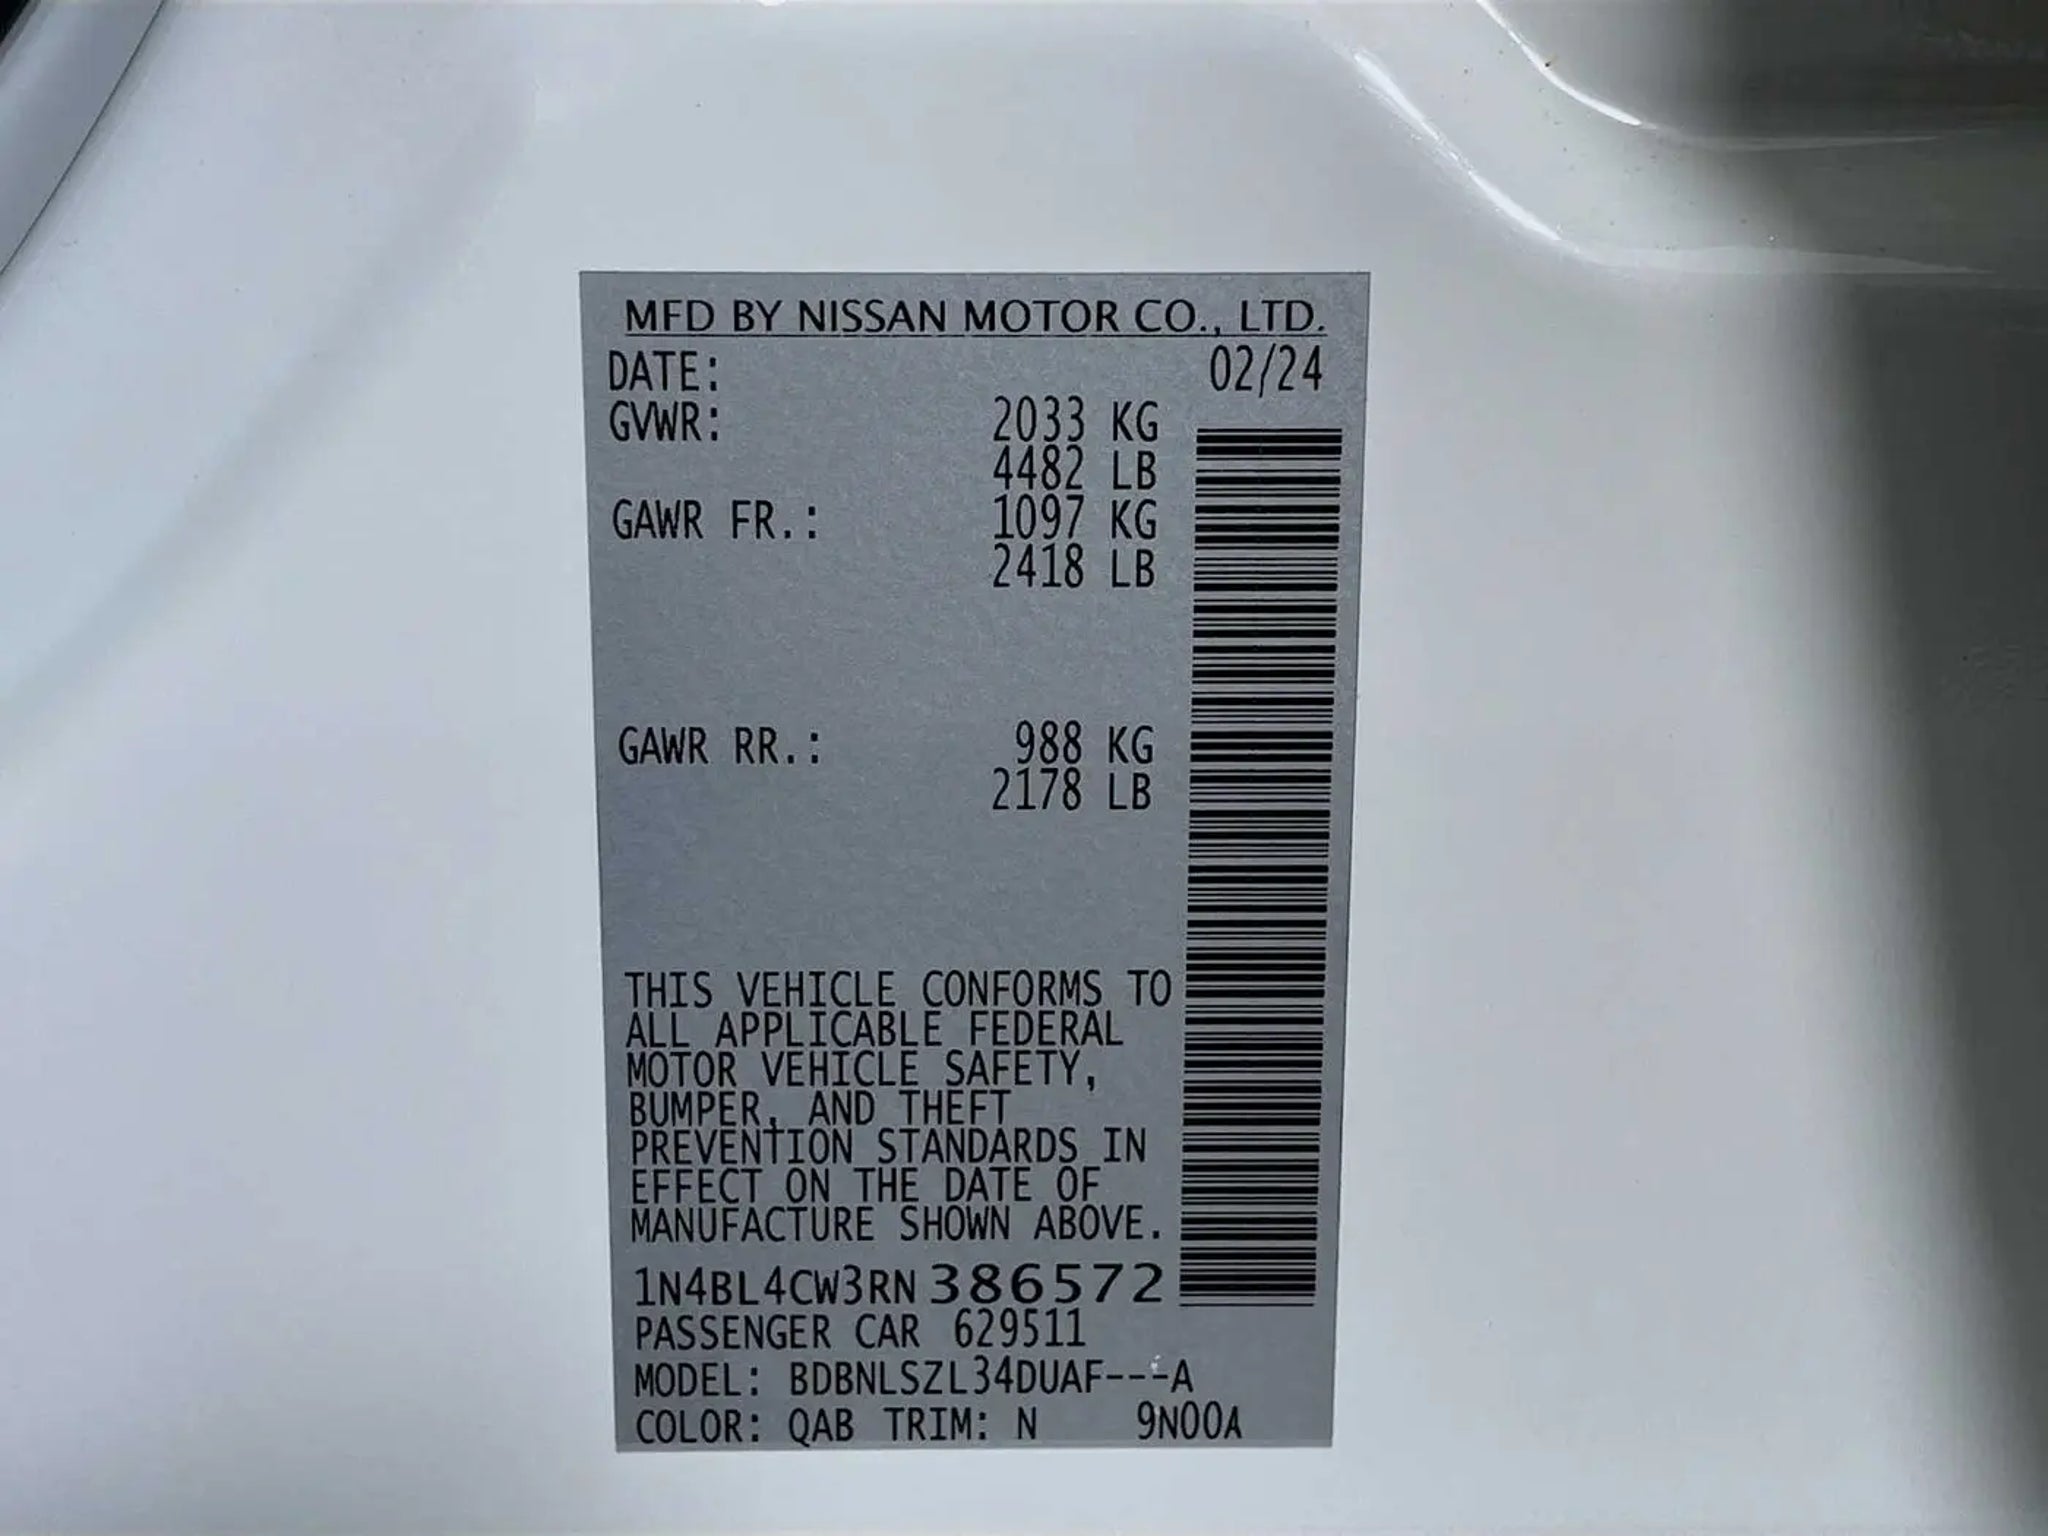 MFD BY NISSAN MOTOR CO., LTD.
DATE: 02/24
GVWR: 2033 KG
4482 LB
GAWR FR.: 1097 KG
2418 LB
GAWR RR.: 988 KG
2178 LB
THIS VEHICLE CONFORMS TO
ALL APPLICABLE FEDERAL
MOTOR VEHICLE SAFETY,
BUMPER, AND THEFT
PREVENTION STANDARDS IN
EFFECT ON THE DATE OF
MANUFACTURE SHOWN ABOVE.
1N4BL4CW3RN386572
PASSENGER CAR 629511
MODEL: BDBNLSZL34DUAF---A
COLOR: QAB TRIM: N 9N00A